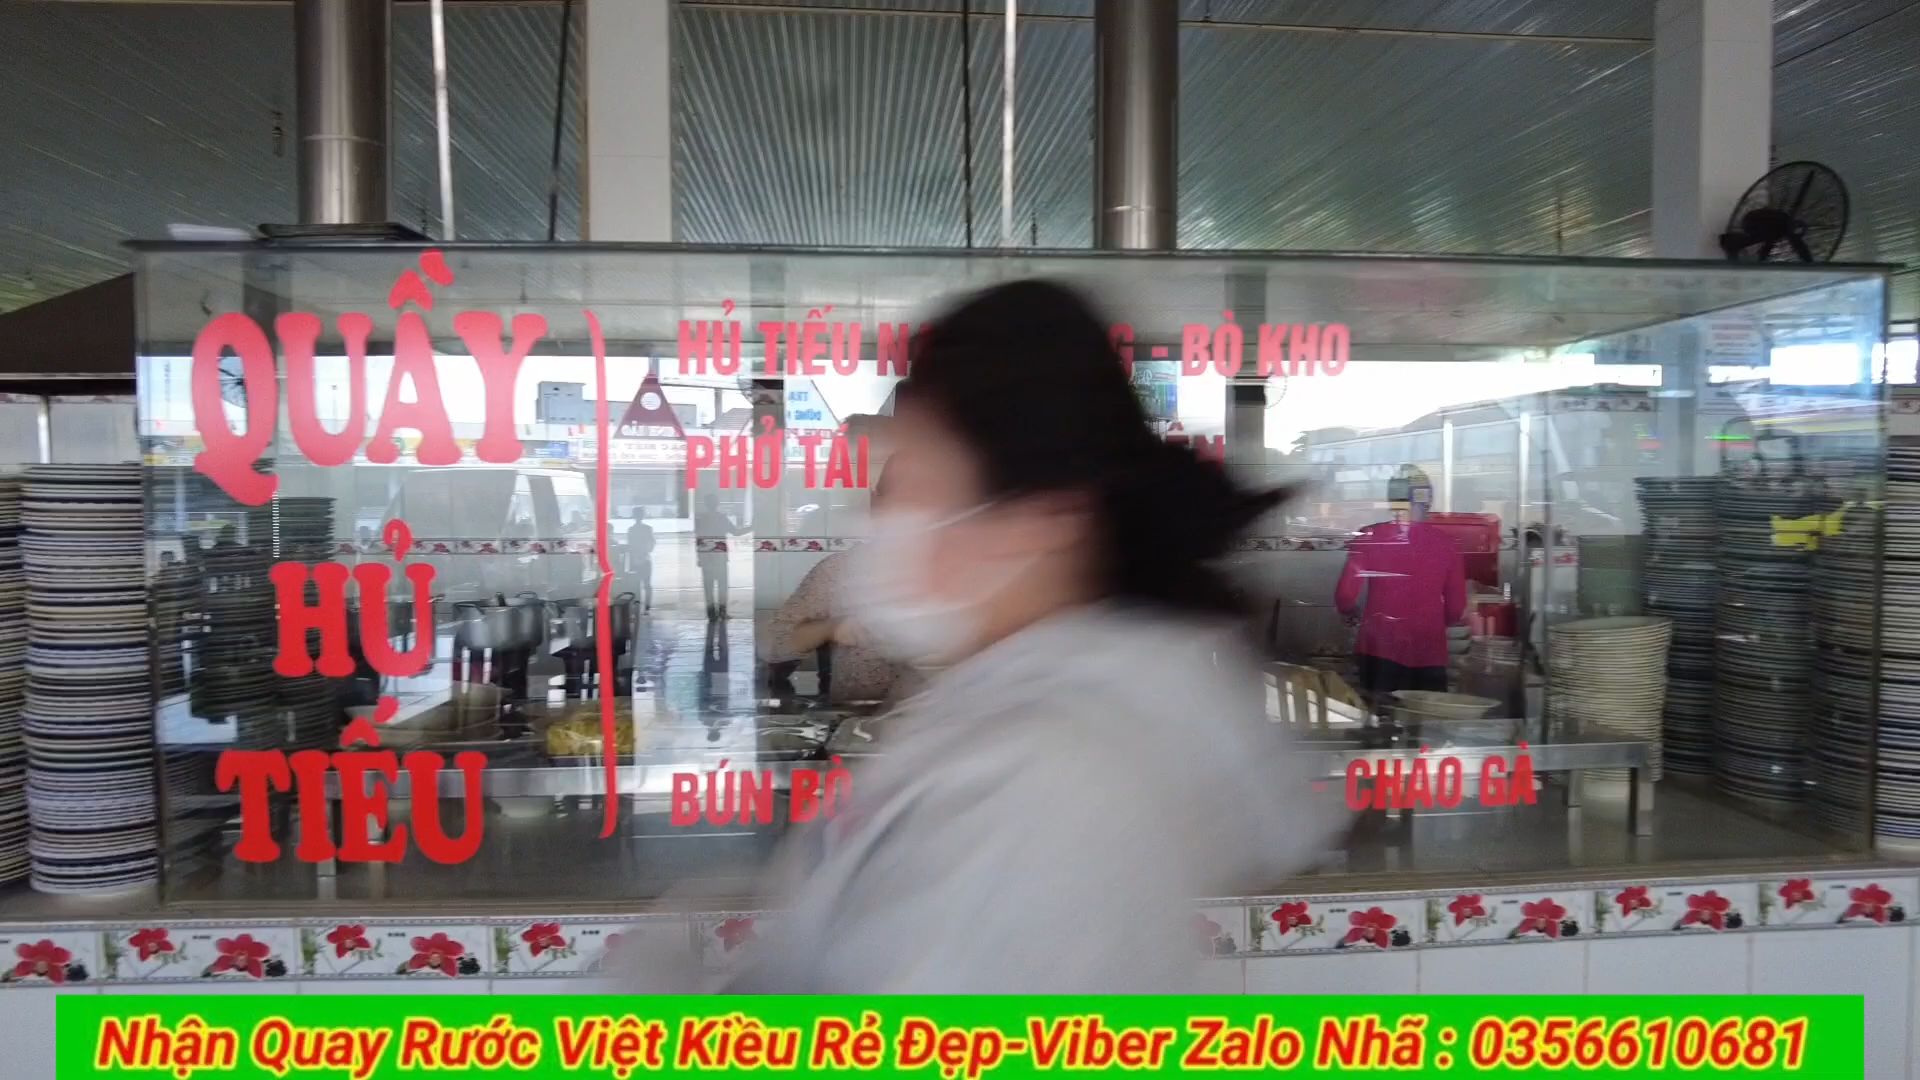 QUẦY
HỦ
TIẾU
HỦ TIẾU - BÒ KHO
PHỞ TÁI
BÚN BÒ - CHÁO GÀ
Nhận Quay Rước Việt Kiều Rẻ Đẹp-Viber Zalo Nhã : 0356610681